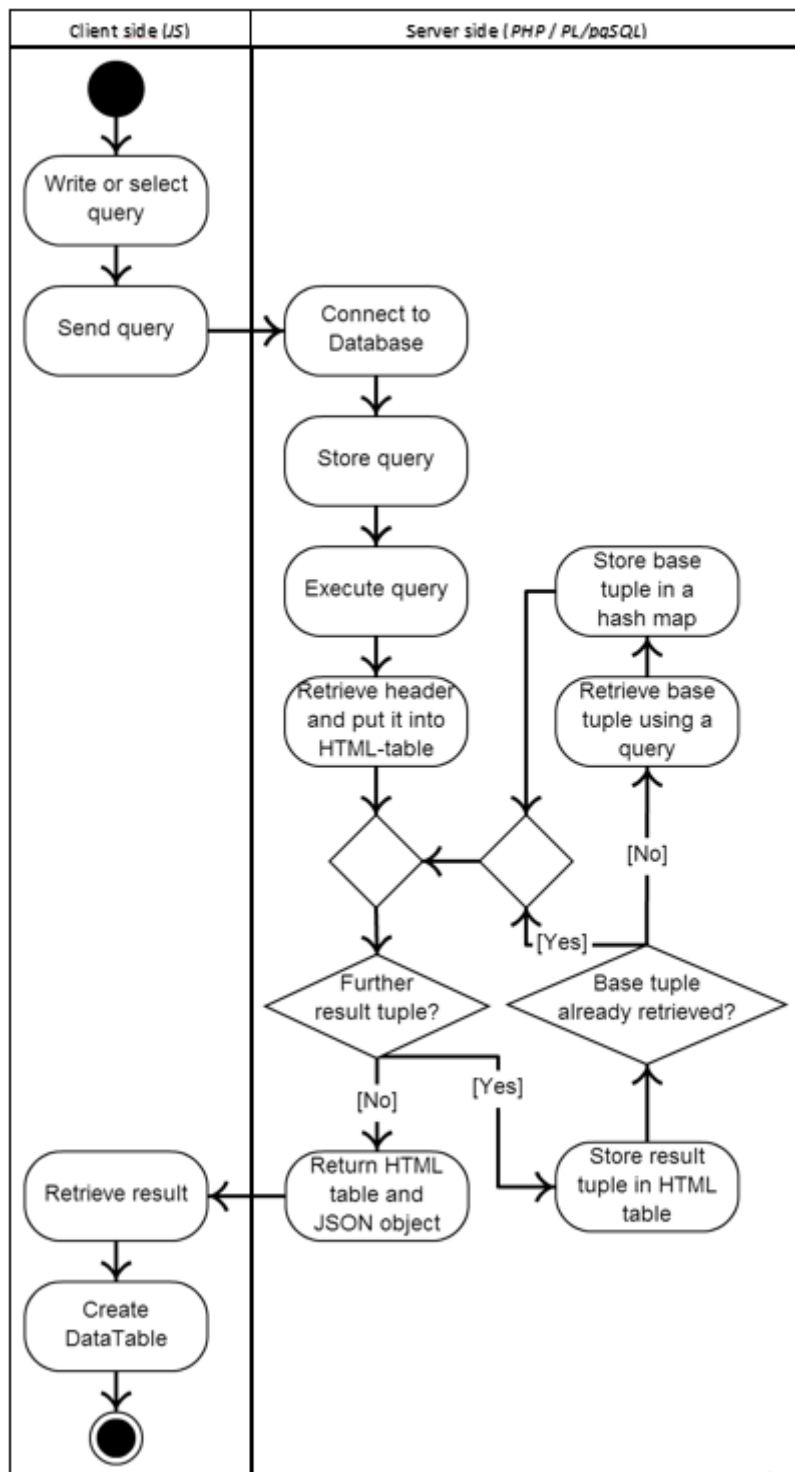 Client side (JS)
Server side (PHP / PL/pqSQL)
Write or select
query
Send query
Connect to
Database
Store query
Execute query
Store base
tuple in a
hash map
Retrieve header
and put it into
HTML-table
Retrieve base
tuple using a
query
[No]
[Yes]
Further
result tuple?
Base tuple
already retrieved?
[No]
[Yes]
Retrieve result
Return HTML
table and
JSON object
Store result
tuple in HTML
table
Create
DataTable